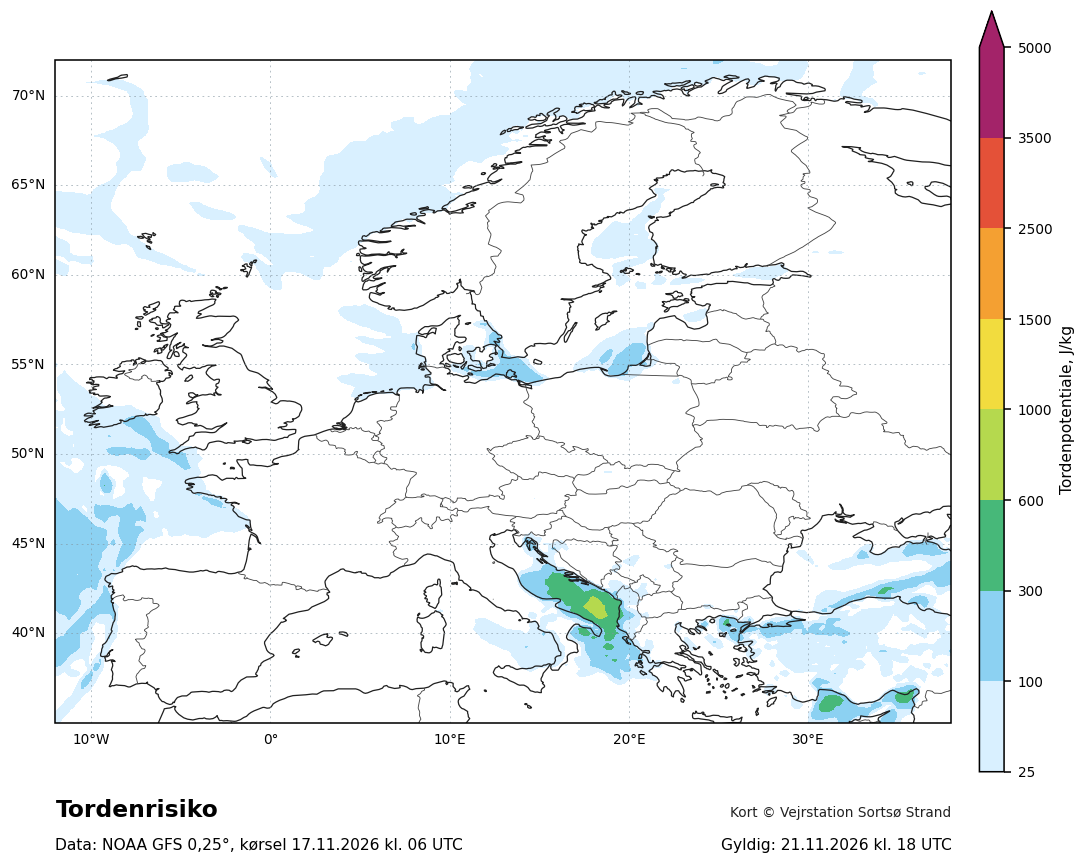 70°N
65°N
60°N
55°N
50°N
45°N
40°N
10°W
0°
10°E
20°E
30°E
5000
3500
2500
1500
1000
600
300
100
25
Tordenpotentiale, J/kg
Tordenrisiko
Kort © Vejrstation Sortsø Strand
Data: NOAA GFS 0,25°, kørsel 17.11.2026 kl. 06 UTC
Gyldig: 21.11.2026 kl. 18 UTC